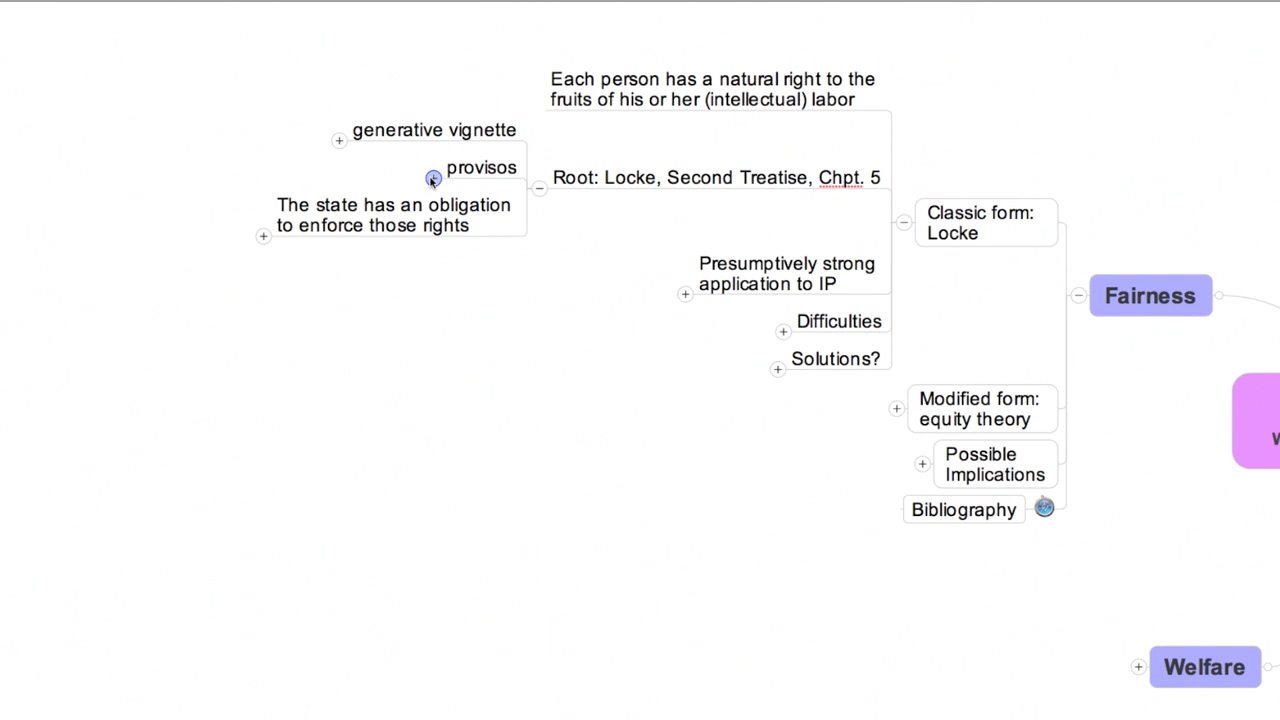 Each person has a natural right to the
fruits of his or her (intellectual) labor
generative vignette
provisos
Root: Locke, Second Treatise, Chpt. 5
The state has an obligation
to enforce those rights
Classic form:
Locke
Presumptively strong
application to IP
Fairness
Difficulties
Solutions?
Modified form:
equity theory
Possible
Implications
Bibliography
Welfare